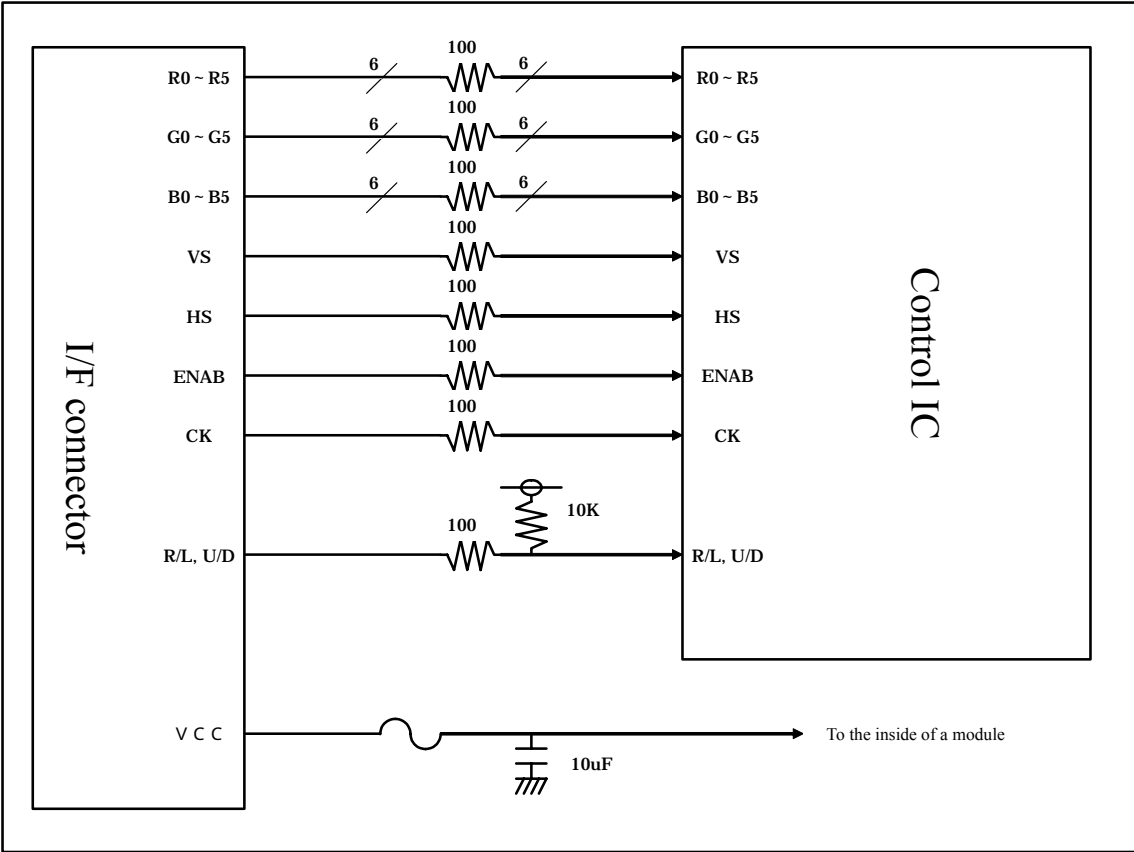 100
R0 ~ R5 6 6 R0 ~ R5
100
G0 ~ G5 6 6 G0 ~ G5
100
B0 ~ B5 6 6 B0 ~ B5
100
VS VS
100
HS HS
100
ENAB ENAB
100
CK CK
I/F connector
Control IC
10K
100
R/L, U/D R/L, U/D
VCC To the inside of a module
10uF